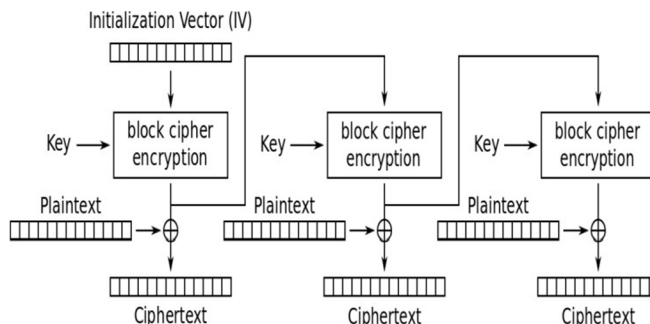 Initialization Vector (IV)
Key
block cipher
encryption
Key
block cipher
encryption
Key
block cipher
encryption
Plaintext
Plaintext
Plaintext
Ciphertext
Ciphertext
Ciphertext